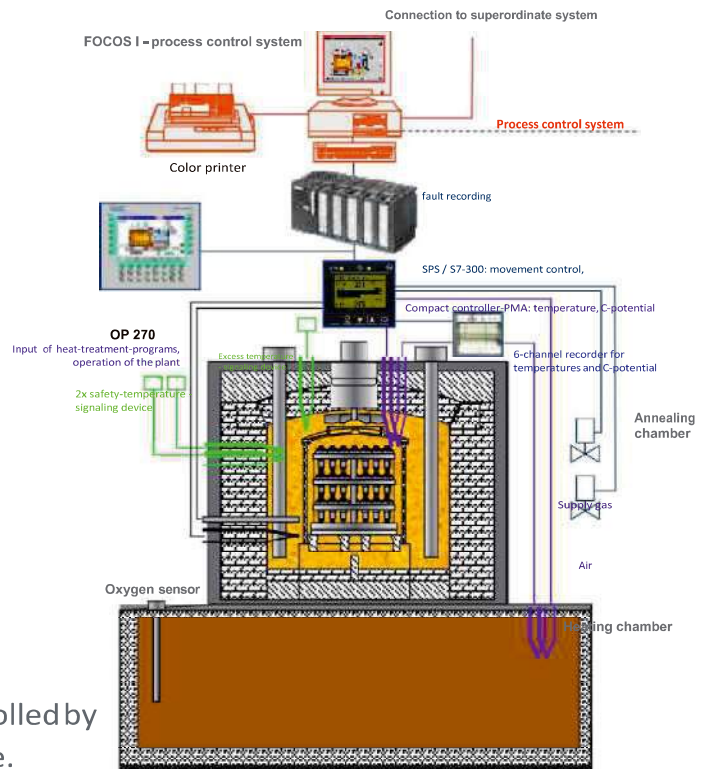 Connection to superordinate system
FOCOS I – process control system
Process control system
Color printer
fault recording
SPS / S7-300: movement control,
Compact controller-PMA: temperature, C-potential
OP 270
Input of heat-treatment-programs,
operation of the plant
Excess temperature
6-channel recorder for
temperatures and C-potential
2x safety-temperature
signaling device
Annealing
chamber
Supply gas
Air
Oxygen sensor
Heating chamber
olled by
e.